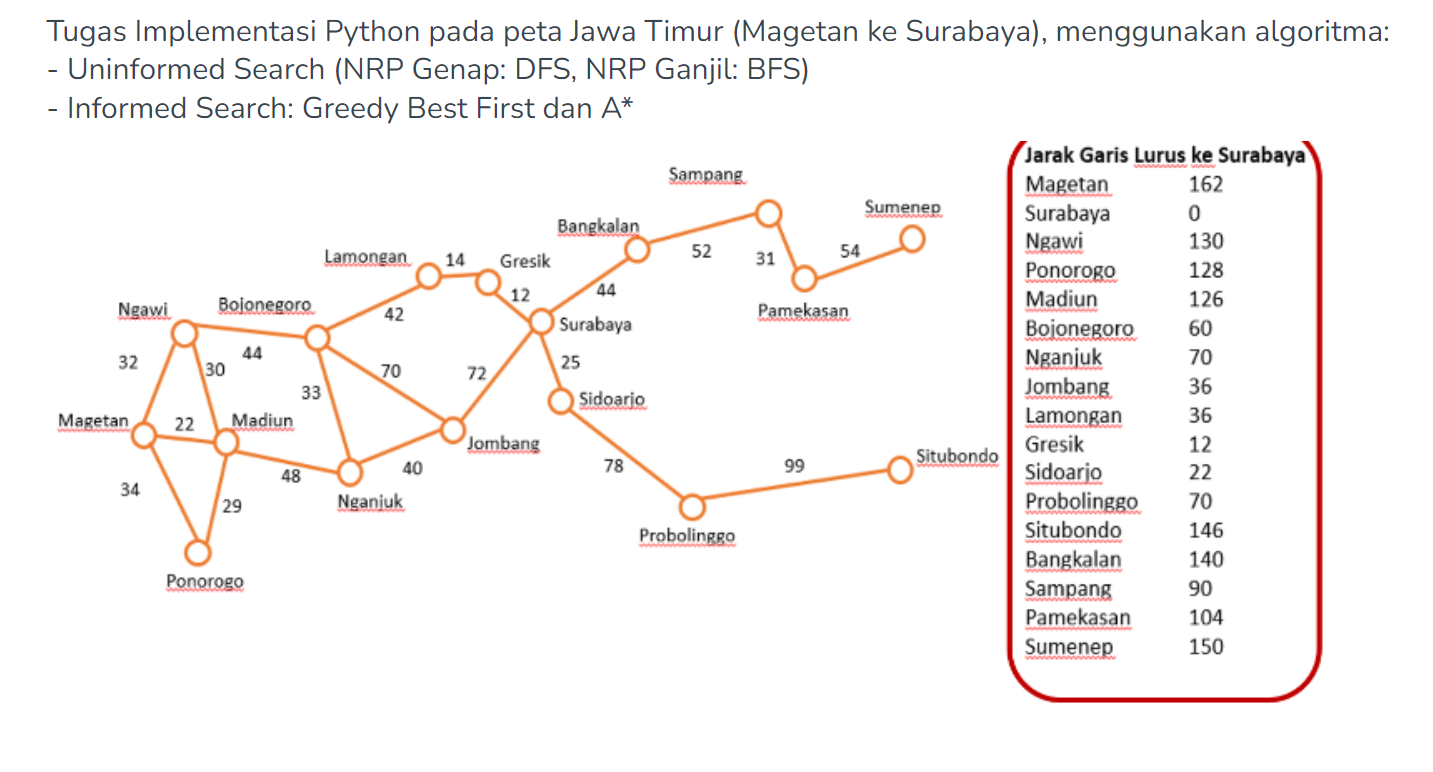 Tugas Implementasi Python pada peta Jawa Timur (Magetan ke Surabaya), menggunakan algoritma:
- Uninformed Search (NRP Genap: DFS, NRP Ganjil: BFS)
- Informed Search: Greedy Best First dan A*
Sampang
Sumenep
Bangkalan
52
31
54
Lamongan
14
Gresik
12
44
Pamekasan
Ngawi
Bojonegoro
42
Surabaya
32
30
44
33
70
72
25
Sidoarjo
Magetan
22
Madiun
Jombang
34
29
48
40
78
99
Situbondo
Nganjuk
Probolinggo
Ponorogo
Jarak Garis Lurus ke Surabaya
Magetan 162
Surabaya 0
Ngawi 130
Ponorogo 128
Madiun 126
Bojonegoro 60
Nganjuk 70
Jombang 36
Lamongan 36
Gresik 12
Sidoarjo 22
Probolinggo 70
Situbondo 146
Bangkalan 140
Sampang 90
Pamekasan 104
Sumenep 150